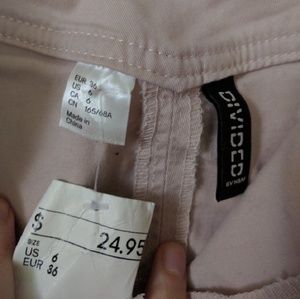 EUR 36
US 6
CA 6
CN 165/68A
Made in
China
DIVIDED
BY H&M
$ 24.95
SIZE
US 6
EUR 36